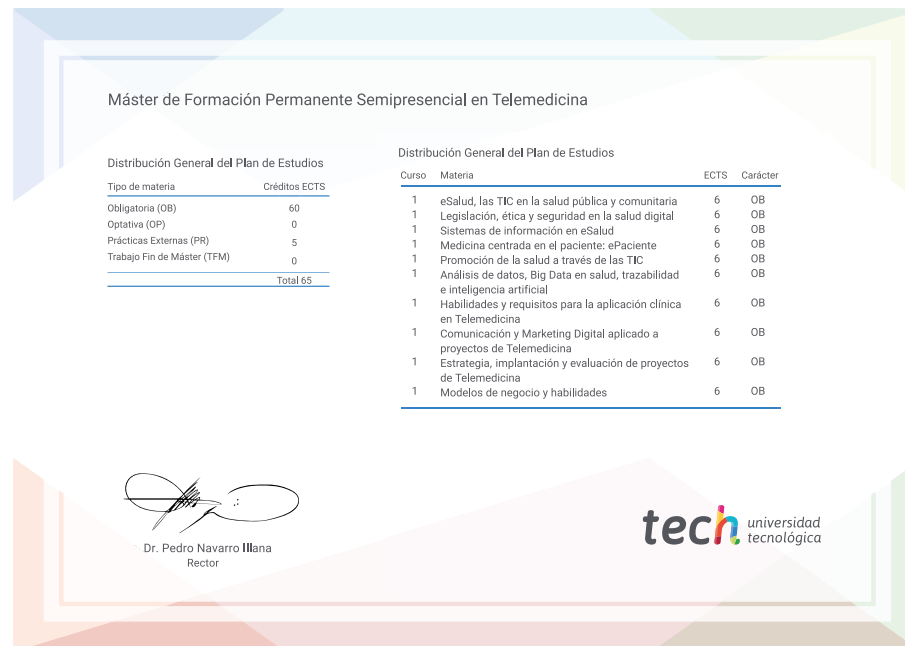 Máster de Formación Permanente Semipresencial en Telemedicina
Distribución General del Plan de Estudios
Tipo de materia Créditos ECTS
Obligatoria (OB) 60
Optativa (OP) 0
Prácticas Externas (PR) 5
Trabajo Fin de Máster (TFM) 0
Total 65
Distribución General del Plan de Estudios
Curso Materia ECTS Carácter
1 eSalud, las TIC en la salud pública y comunitaria 6 OB
1 Legislación, ética y seguridad en la salud digital 6 OB
1 Sistemas de información en eSalud 6 OB
1 Medicina centrada en el paciente: ePaciente 6 OB
1 Promoción de la salud a través de las TIC 6 OB
1 Análisis de datos, Big Data en salud, trazabilidad 6 OB
e inteligencia artificial
1 Habilidades y requisitos para la aplicación clínica 6 OB
en Telemedicina
1 Comunicación y Marketing Digital aplicado a 6 OB
proyectos de Telemedicina
1 Estrategia, implantación y evaluación de proyectos 6 OB
de Telemedicina
1 Modelos de negocio y habilidades 6 OB
Dr. Pedro Navarro Illana
Rector
tech universidad
tecnológica